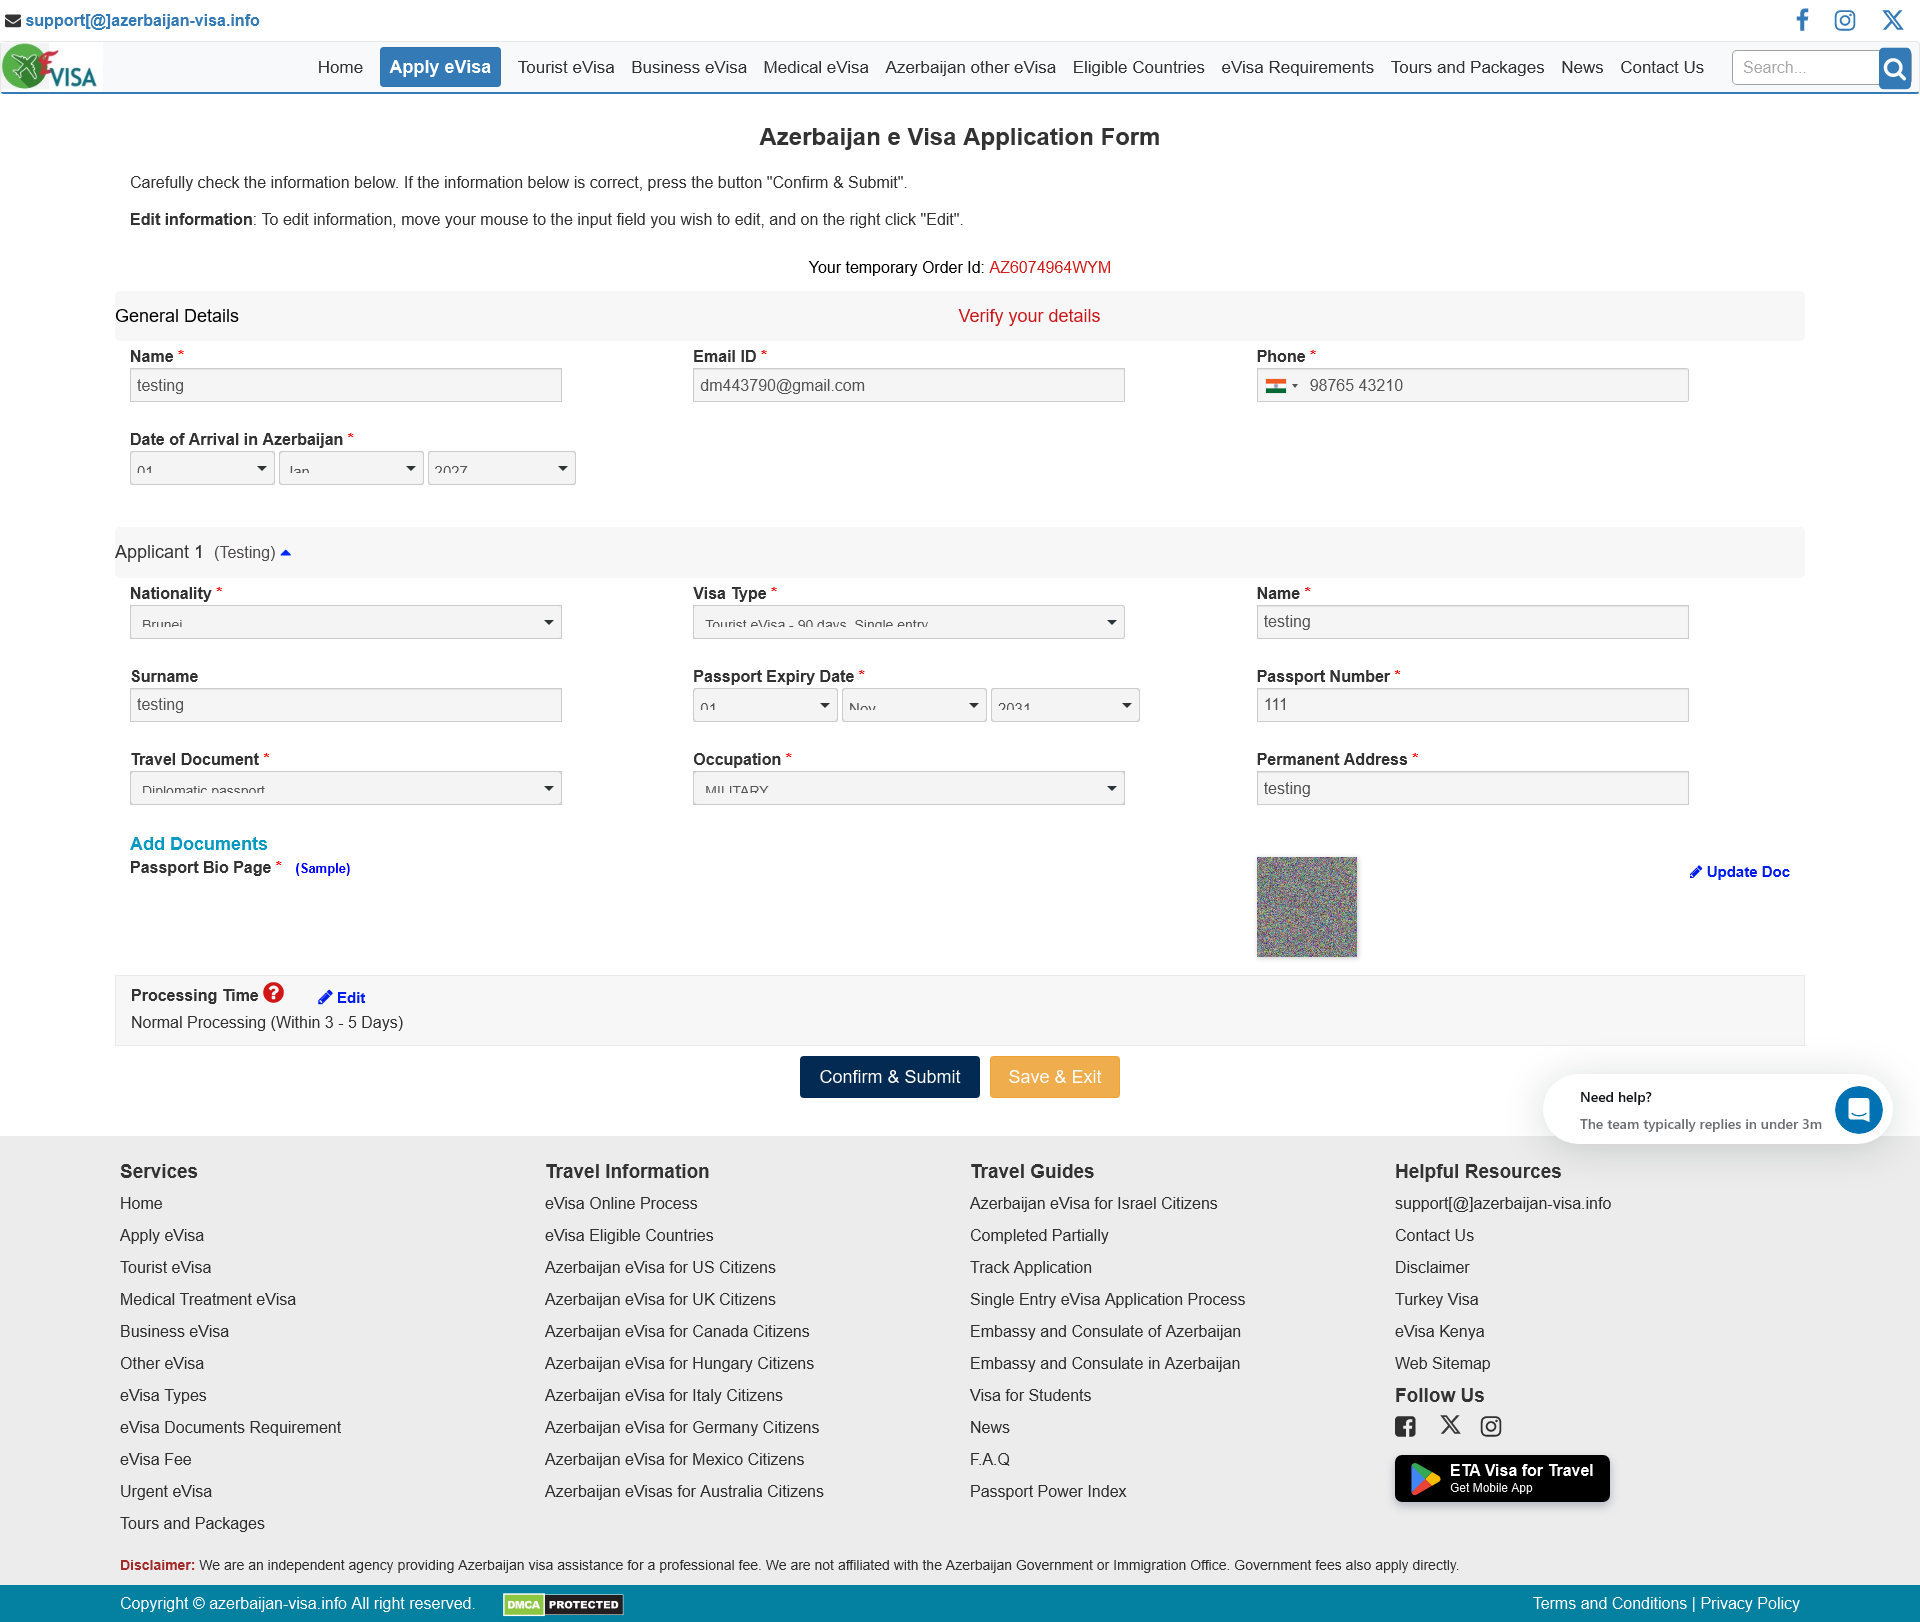 support[@]azerbaijan-visa.info
VISA
Home Apply eVisa Tourist eVisa Business eVisa Medical eVisa Azerbaijan other eVisa Eligible Countries eVisa Requirements Tours and Packages News Contact Us Search...
Azerbaijan e Visa Application Form
Carefully check the information below. If the information below is correct, press the button "Confirm & Submit".
Edit information: To edit information, move your mouse to the input field you wish to edit, and on the right click "Edit".
Your temporary Order Id: AZ6074964WYM
General Details Verify your details
Name * Email ID * Phone *
testing dm443790@gmail.com 98765 43210
Date of Arrival in Azerbaijan *
01 Jan 2027
Applicant 1 (Testing)
Nationality * Visa Type * Name *
Brunei Tourist eVisa - 90 days, Single entry testing
Surname Passport Expiry Date * Passport Number *
testing 01 Nov 2031 111
Travel Document * Occupation * Permanent Address *
Diplomatic passport MILITARY testing
Add Documents
Passport Bio Page * (Sample) Update Doc
Processing Time ? Edit
Normal Processing (Within 3 - 5 Days)
Confirm & Submit Save & Exit
Need help?
The team typically replies in under 3m
Services Travel Information Travel Guides Helpful Resources
Home eVisa Online Process Azerbaijan eVisa for Israel Citizens support[@]azerbaijan-visa.info
Apply eVisa eVisa Eligible Countries Completed Partially Contact Us
Tourist eVisa Azerbaijan eVisa for US Citizens Track Application Disclaimer
Medical Treatment eVisa Azerbaijan eVisa for UK Citizens Single Entry eVisa Application Process Turkey Visa
Business eVisa Azerbaijan eVisa for Canada Citizens Embassy and Consulate of Azerbaijan eVisa Kenya
Other eVisa Azerbaijan eVisa for Hungary Citizens Embassy and Consulate in Azerbaijan Web Sitemap
eVisa Types Azerbaijan eVisa for Italy Citizens Visa for Students Follow Us
eVisa Documents Requirement Azerbaijan eVisa for Germany Citizens News
eVisa Fee Azerbaijan eVisa for Mexico Citizens F.A.Q
ETA Visa for Travel
Get Mobile App
Urgent eVisa Azerbaijan eVisas for Australia Citizens Passport Power Index
Tours and Packages
Disclaimer: We are an independent agency providing Azerbaijan visa assistance for a professional fee. We are not affiliated with the Azerbaijan Government or Immigration Office. Government fees also apply directly.
Copyright © azerbaijan-visa.info All right reserved. DMCA PROTECTED Terms and Conditions | Privacy Policy